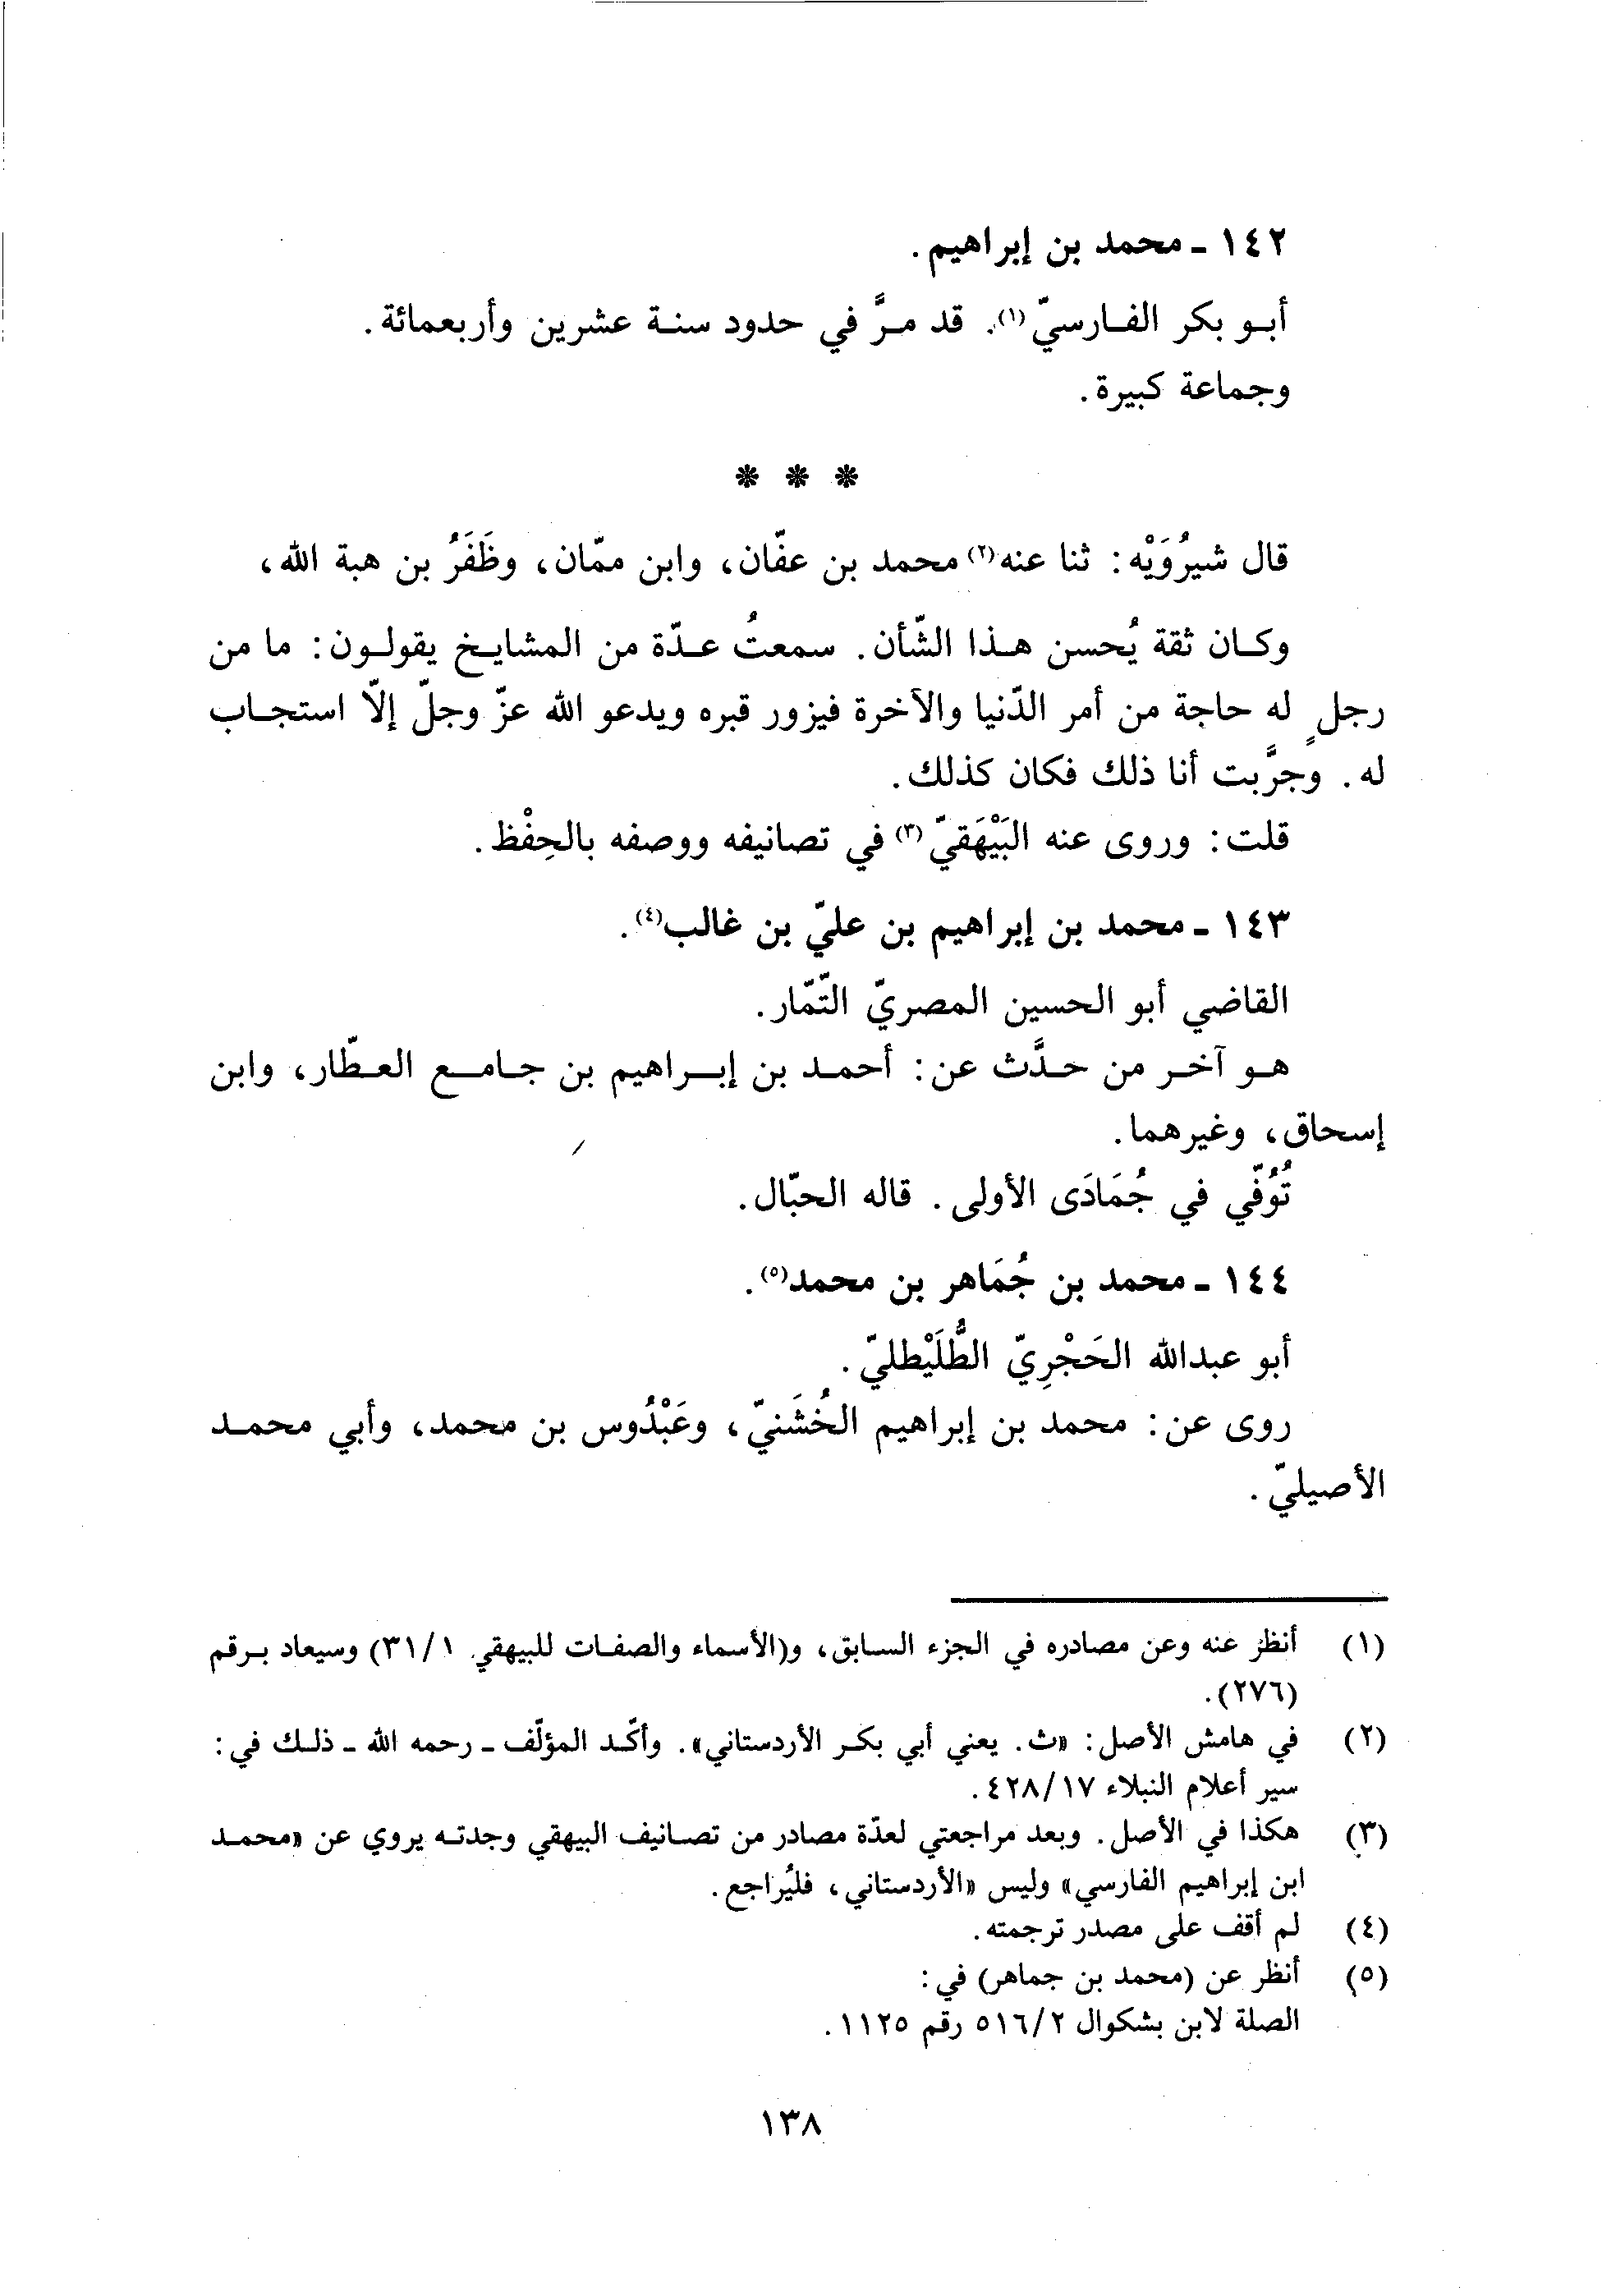 ١٤٢ ـ محمد بن إبراهيم.
أبو بكر الفارسيّ(١). قد مرَّ في حدود سنة عشرين وأربعمائة.
وجماعة كبيرة.
* * *
قال شيرُوَيْه: ثنا عنه(٢) محمد بن عفّان، وابن ممّان، وظَفَرُ بن هبة الله،
وكان ثقة يُحسن هذا الشّأن. سمعتُ عدّة من المشايخ يقولون: ما من
رجلٍ له حاجة من أمر الدّنيا والآخرة فيزور قبره ويدعو الله عزّ وجلّ إلّا استجاب
له. وجرَّبت أنا ذلك فكان كذلك.
قلت: وروى عنه البَيْهَقيّ(٣) في تصانيفه ووصفه بالحِفْظ.
١٤٣ ـ محمد بن إبراهيم بن عليّ بن غالب(٤).
القاضي أبو الحسين المصريّ التّمّار.
هو آخر من حدَّث عن: أحمد بن إبراهيم بن جامع العطّار، وابن
إسحاق، وغيرهما.
تُوُفّي في جُمَادَى الأولى. قاله الحبّال.
١٤٤ ـ محمد بن جُمَاهر بن محمد(٥).
أبو عبدالله الحَجْرِيّ الطُّلَيْطليّ.
روى عن: محمد بن إبراهيم الخُشَنيّ، وعَبْدُوس بن محمد، وأبي محمد
الأصيليّ.
(١) أنظر عنه وعن مصادره في الجزء السابق، و(الأسماء والصفات للبيهقي ٣١/١) وسيعاد برقم
(٢٧٦).
(٢) في هامش الأصل: «ث. يعني أبي بكر الأردستاني». وأكّد المؤلّف ـ رحمه الله ـ ذلك في:
سير أعلام النبلاء ٤٢٨/١٧.
(٣) هكذا في الأصل. وبعد مراجعتي لعدّة مصادر من تصانيف البيهقي وجدته يروي عن «محمد
ابن إبراهيم الفارسي» وليس «الأردستاني، فليُراجع.
(٤) لم أقف على مصدر ترجمته.
(٥) أنظر عن (محمد بن جماهر) في:
الصلة لابن بشكوال ٥١٦/٢ رقم ١١٢٥.
١٣٨